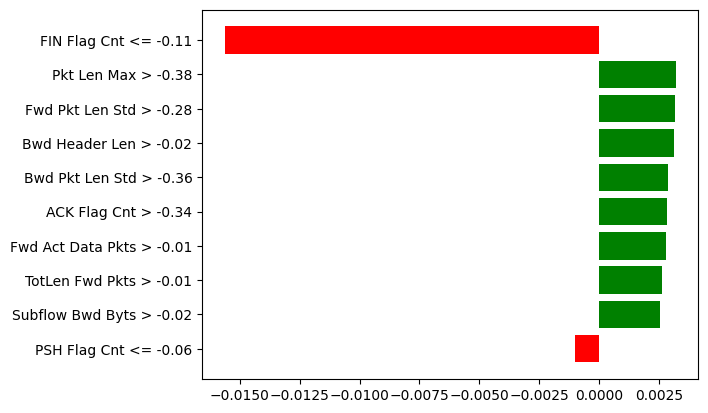 FIN Flag Cnt <= -0.11
Pkt Len Max > -0.38
Fwd Pkt Len Std > -0.28
Bwd Header Len > -0.02
Bwd Pkt Len Std > -0.36
ACK Flag Cnt > -0.34
Fwd Act Data Pkts > -0.01
TotLen Fwd Pkts > -0.01
Subflow Bwd Byts > -0.02
PSH Flag Cnt <= -0.06
−0.0150 −0.0125 −0.0100 −0.0075 −0.0050 −0.0025 0.0000 0.0025